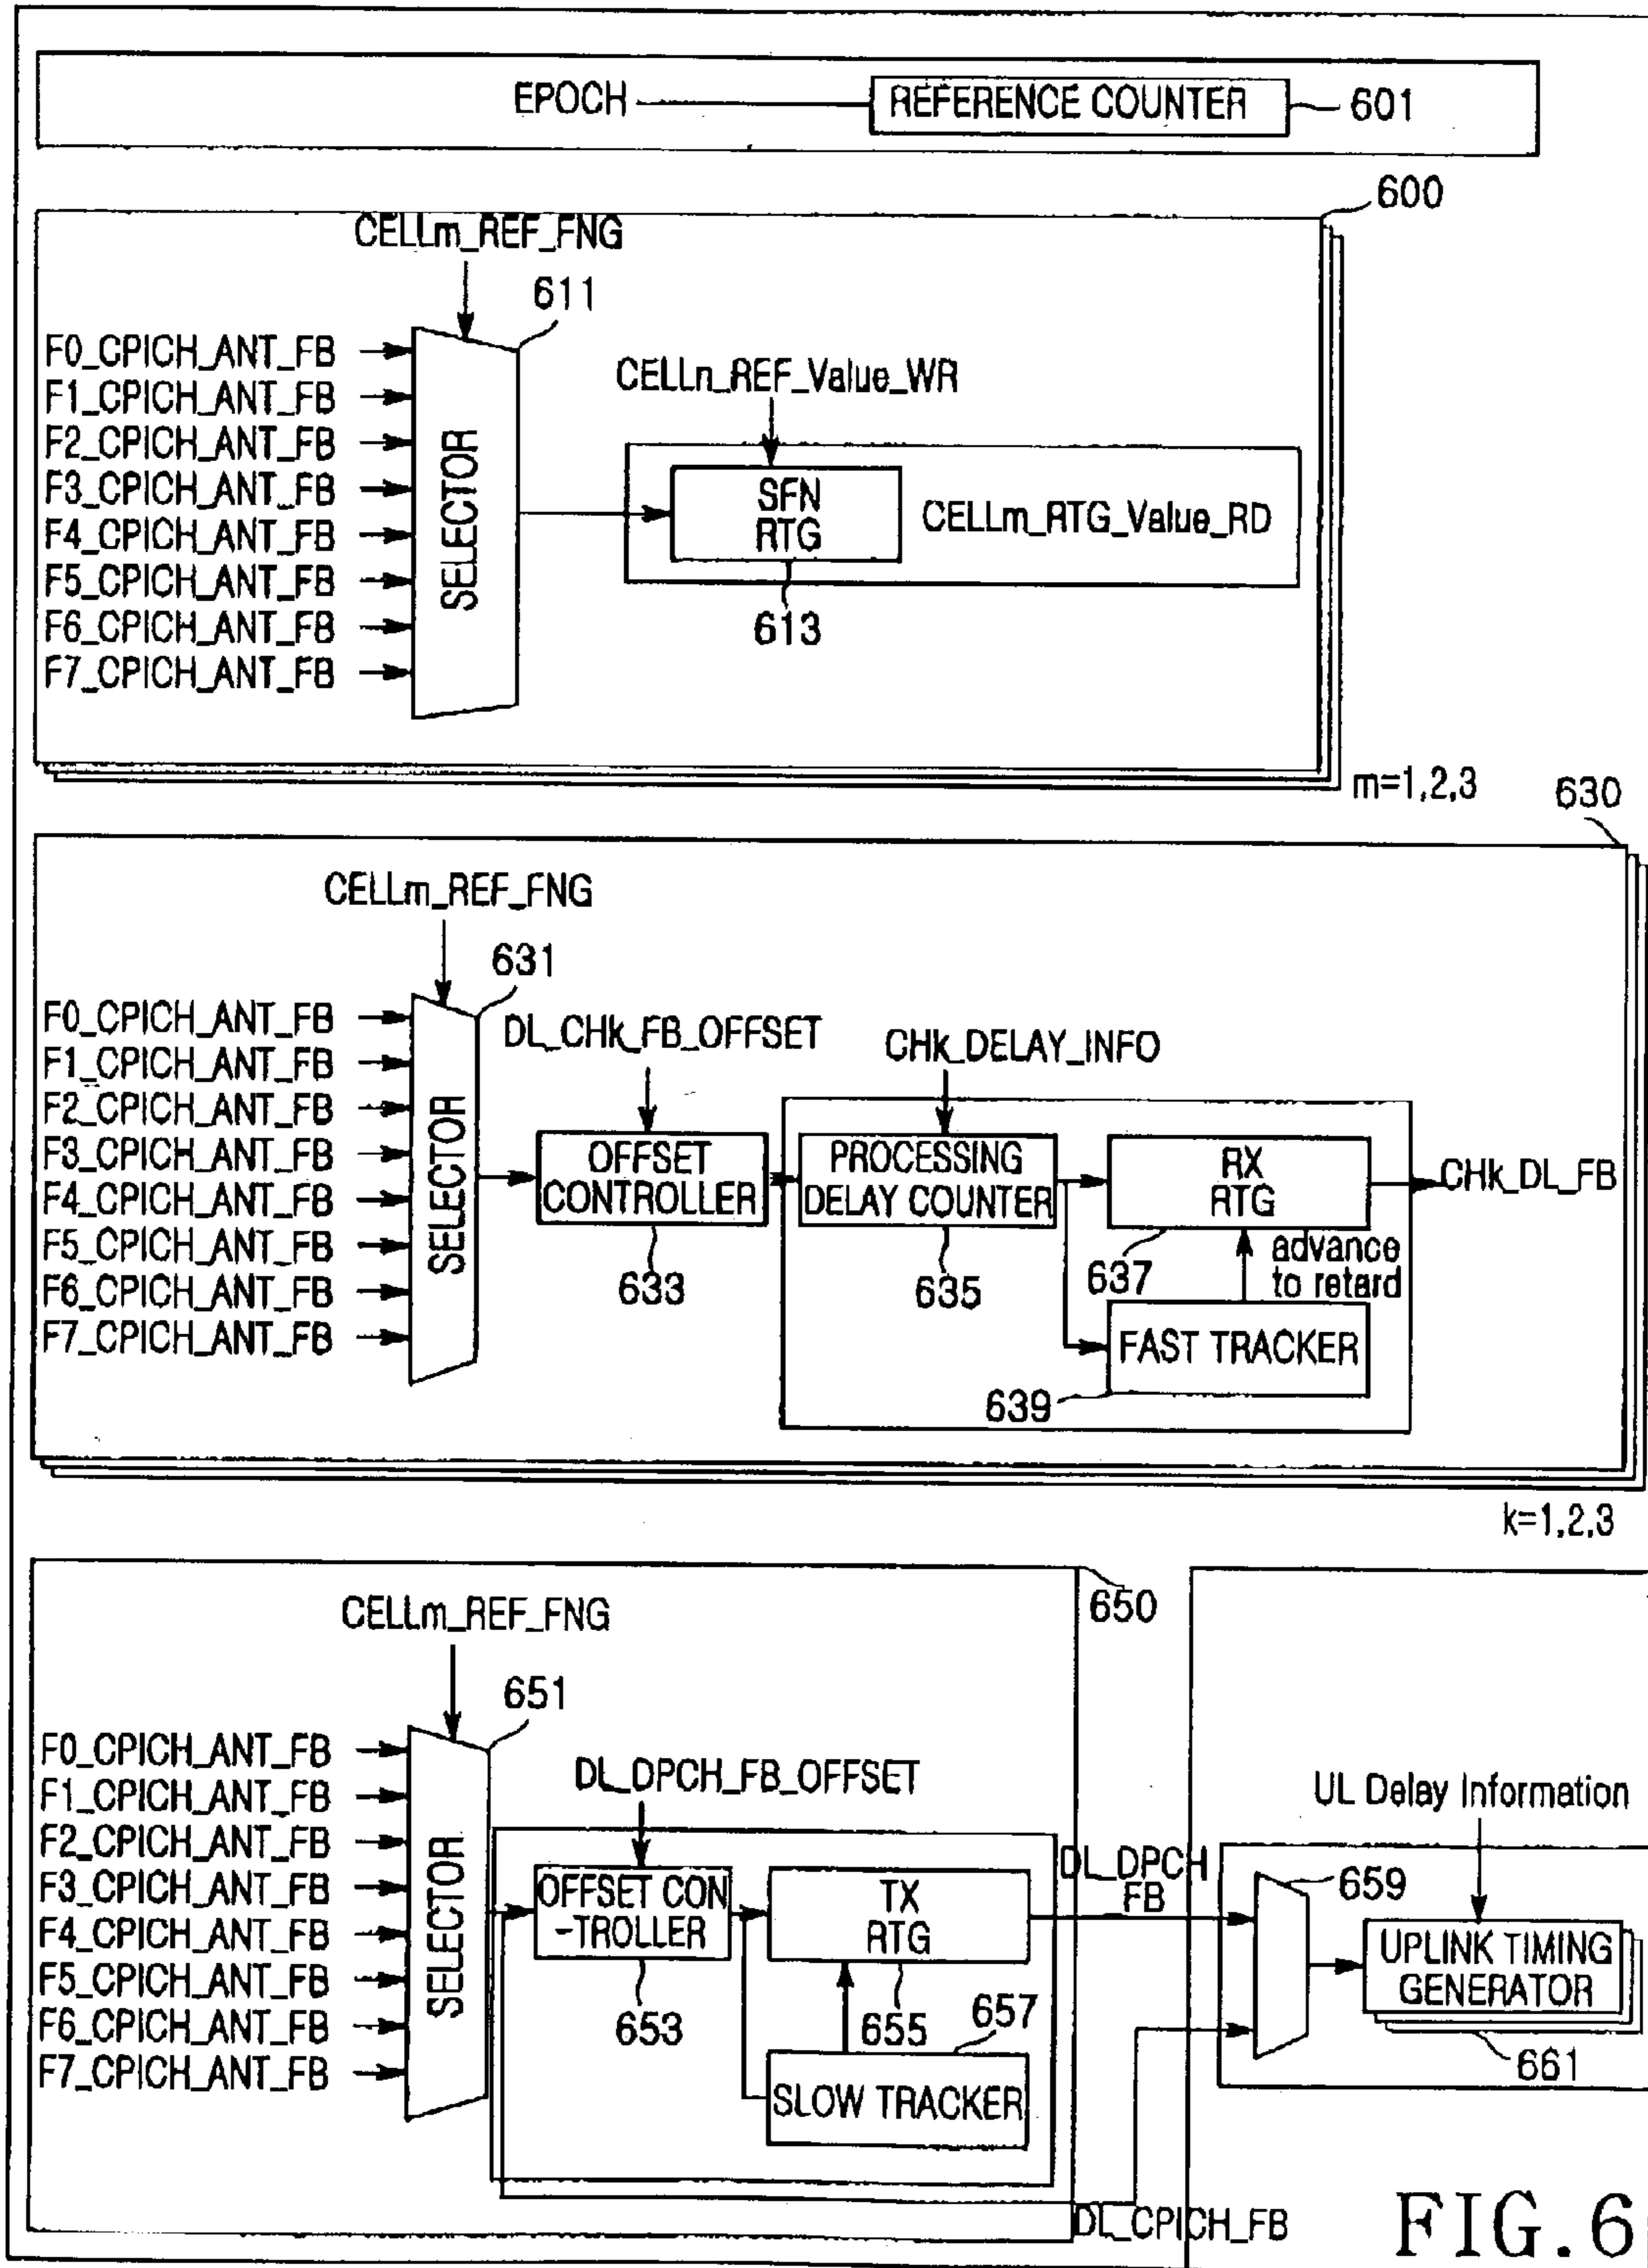 EPOCH
REFERENCE COUNTER
601
600
CELLm_REF_FNG
611
F0_CPICH_ANT_FB
F1_CPICH_ANT_FB
F2_CPICH_ANT_FB
F3_CPICH_ANT_FB
F4_CPICH_ANT_FB
F5_CPICH_ANT_FB
F6_CPICH_ANT_FB
F7_CPICH_ANT_FB
SELECTOR
CELLn_REF_Value_WR
SFN
RTG
CELLm_RTG_Value_RD
613
m=1,2,3
630
CELLm_REF_FNG
631
F0_CPICH_ANT_FB
F1_CPICH_ANT_FB
F2_CPICH_ANT_FB
F3_CPICH_ANT_FB
F4_CPICH_ANT_FB
F5_CPICH_ANT_FB
F6_CPICH_ANT_FB
F7_CPICH_ANT_FB
SELECTOR
DL_CHk_FB_OFFSET
CHk_DELAY_INFO
OFFSET
CONTROLLER
633
PROCESSING
DELAY COUNTER
635
RX
RTG
637
CHk_DL_FB
advance
to retard
FAST TRACKER
639
k=1,2,3
650
CELLm_REF_FNG
651
F0_CPICH_ANT_FB
F1_CPICH_ANT_FB
F2_CPICH_ANT_FB
F3_CPICH_ANT_FB
F4_CPICH_ANT_FB
F5_CPICH_ANT_FB
F6_CPICH_ANT_FB
F7_CPICH_ANT_FB
SELECTOR
DL_DPCH_FB_OFFSET
OFFSET CON
-TROLLER
653
TX
RTG
655
657
SLOW TRACKER
DL_DPCH
FB
DL_CPICH_FB
UL Delay Information
659
UPLINK TIMING
GENERATOR
661
FIG.6